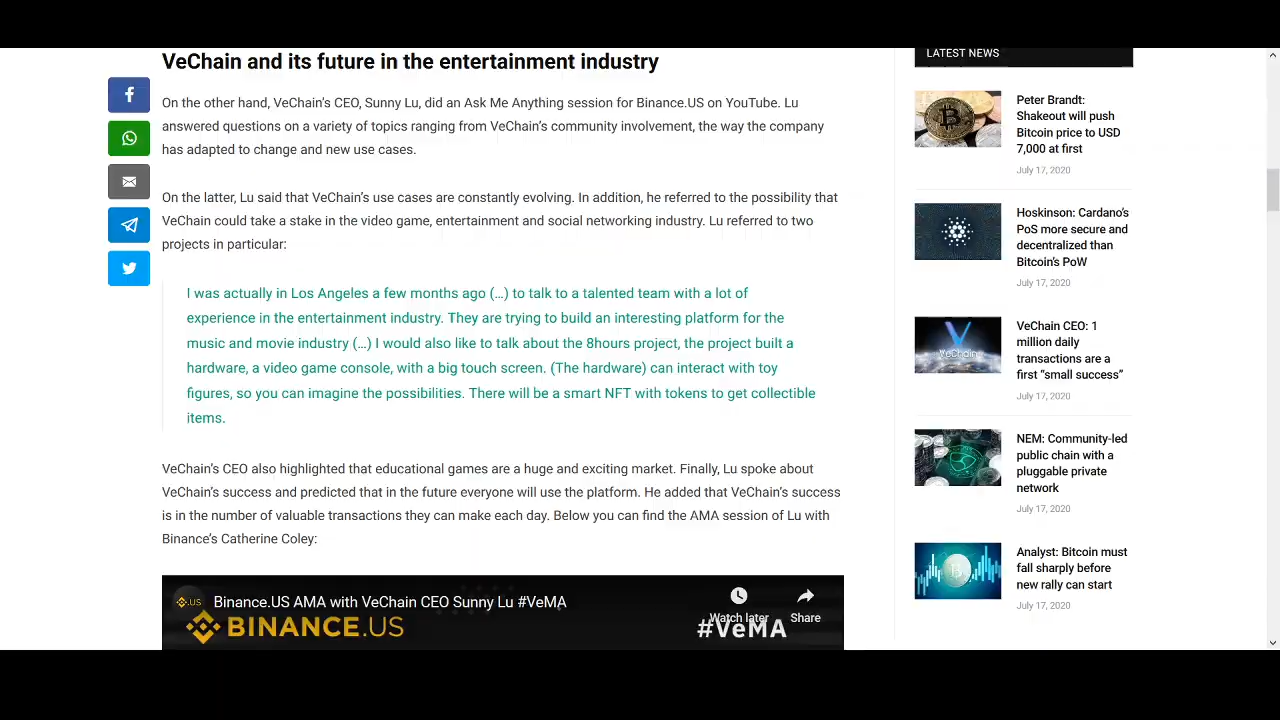 VeChain and its future in the entertainment industry
On the other hand, VeChain's CEO, Sunny Lu, did an Ask Me Anything session for Binance.US on YouTube. Lu
answered questions on a variety of topics ranging from VeChain's community involvement, the way the company
has adapted to change and new use cases.
On the latter, Lu said that VeChain's use cases are constantly evolving. In addition, he referred to the possibility that
VeChain could take a stake in the video game, entertainment and social networking industry. Lu referred to two
projects in particular:
I was actually in Los Angeles a few months ago (…) to talk to a talented team with a lot of
experience in the entertainment industry. They are trying to build an interesting platform for the
music and movie industry (…) I would also like to talk about the 8hours project, the project built a
hardware, a video game console, with a big touch screen. (The hardware) can interact with toy
figures, so you can imagine the possibilities. There will be a smart NFT with tokens to get collectible
items.
VeChain's CEO also highlighted that educational games are a huge and exciting market. Finally, Lu spoke about
VeChain's success and predicted that in the future everyone will use the platform. He added that VeChain's success
is in the number of valuable transactions they can make each day. Below you can find the AMA session of Lu with
Binance's Catherine Coley:
.US
Binance.US AMA with VeChain CEO Sunny Lu #VeMA
Watch later
Share
BINANCE.US
#VeMA
LATEST NEWS
Peter Brandt:
Shakeout will push
Bitcoin price to USD
7,000 at first
July 17, 2020
Hoskinson: Cardano's
PoS more secure and
decentralized than
Bitcoin's PoW
July 17, 2020
VeChain
VeChain CEO: 1
million daily
transactions are a
first “small success”
July 17, 2020
NEM: Community-led
public chain with a
pluggable private
network
July 17, 2020
Analyst: Bitcoin must
fall sharply before
new rally can start
July 17, 2020